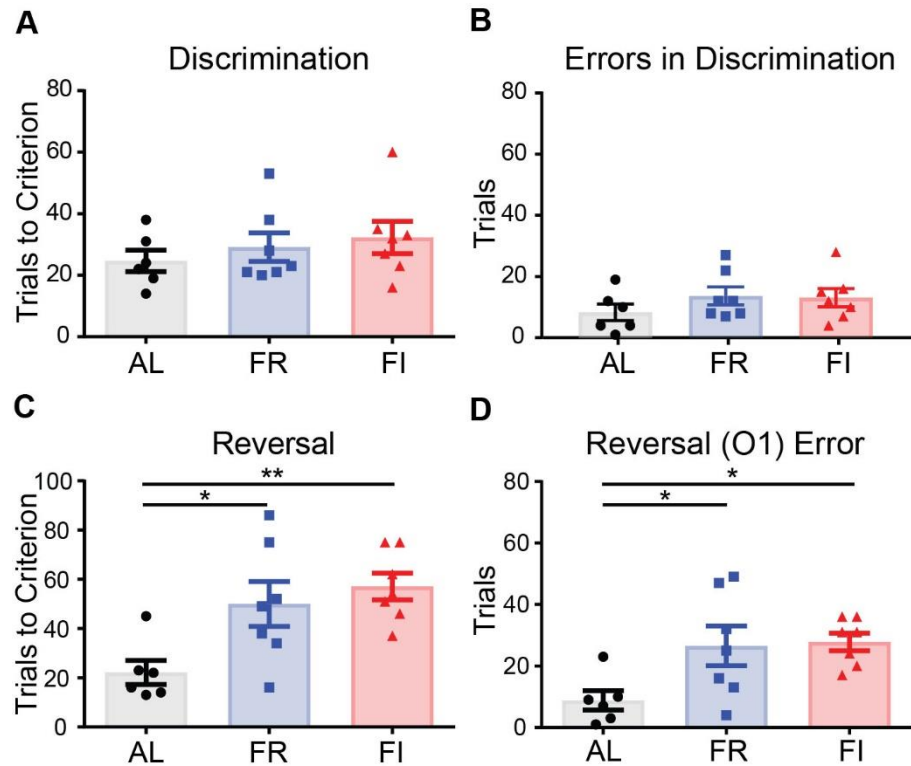 A
Discrimination
Trials to Criterion
80
60
40
20
0
AL FR FI
B
Errors in Discrimination
Trials
80
60
40
20
0
AL FR FI
C
Reversal
Trials to Criterion
100
80
60
40
20
0
**
*
AL FR FI
D
Reversal (O1) Error
Trials
80
60
40
20
0
*
*
AL FR FI